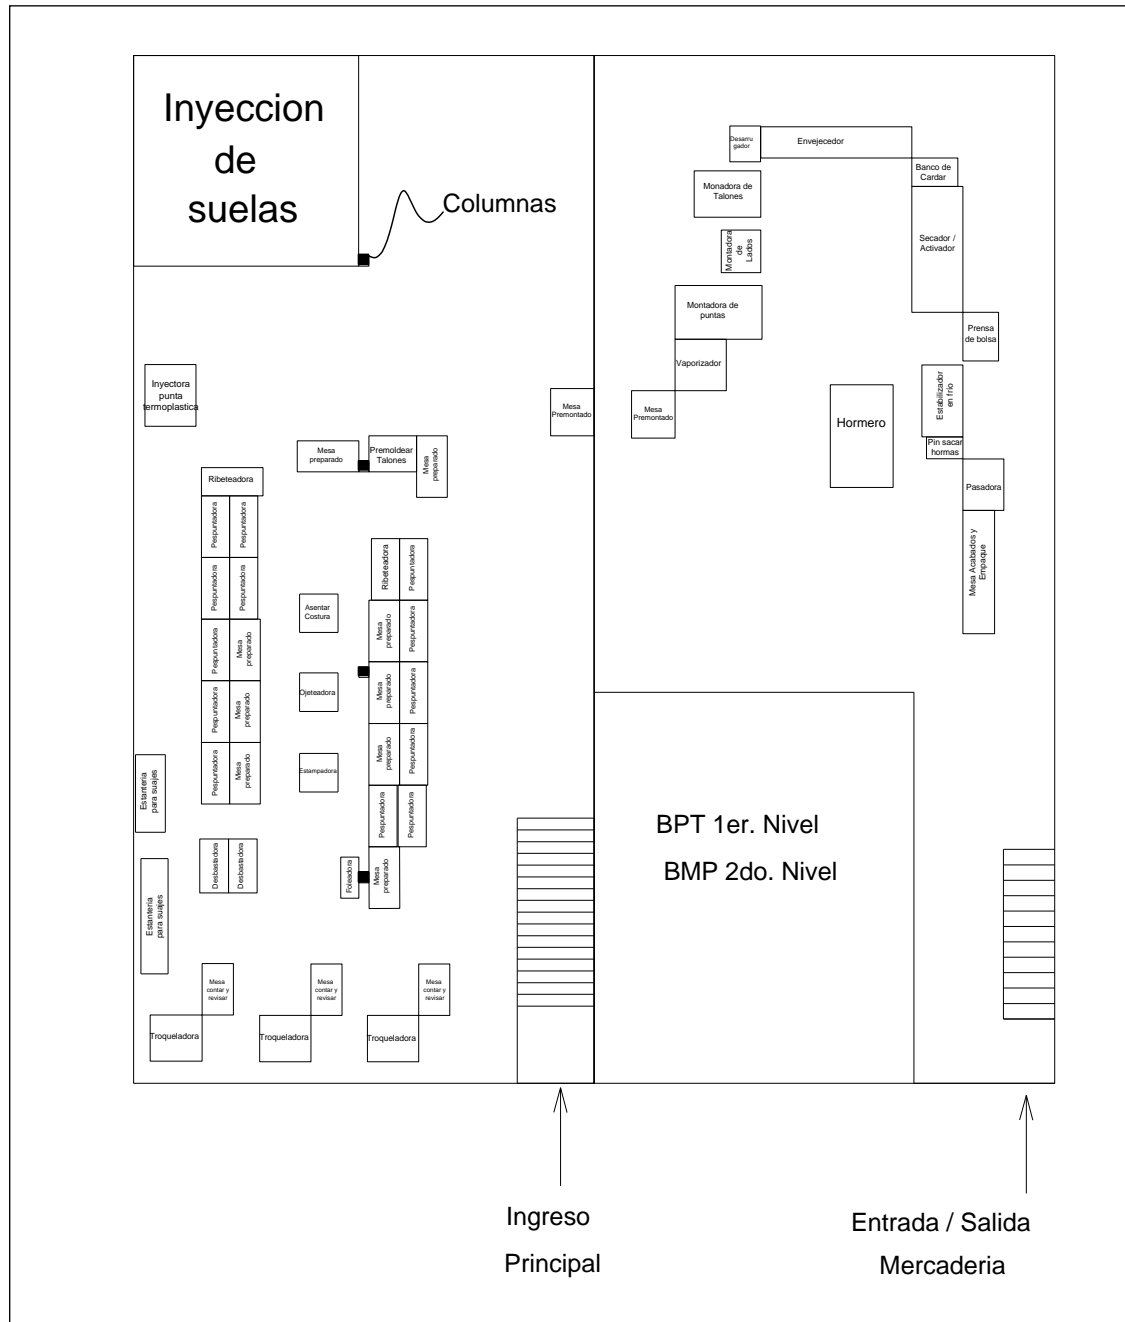 Inyeccion
de
suelas
Columnas
Desarru
gador
Envejecedor
Banco de
Cardar
Monadora de
Talones
Montadora
de
Lados
Secador /
Activador
Montadora de
puntas
Prensa
de bolsa
Vaporizador
Mesa
Premontado
Mesa
Premontado
Estabilizador
en frío
Hormero
Pin sacar
hormas
Pasadora
Mesa Acabados y
Empaque
Inyectora
punta
termoplastica
Mesa
preparado
Premoldear
Talones
Mesa
preparado
Ribeteadora
Pespuntadora
Pespuntadora
Pespuntadora
Pespuntadora
Pespuntadora
Mesa
preparado
Pespuntadora
Mesa
preparado
Pespuntadora
Mesa
preparado
Asentar
Costura
Ojeteadora
Estampadora
Ribeteadora
Pespuntadora
Mesa
preparado
Pespuntadora
Mesa
preparado
Pespuntadora
Mesa
preparado
Pespuntadora
Pespuntadora
Pespuntadora
Foleadora
Mesa
preparado
Estanteria
para suajes
Estanteria
para suajes
Desbastadora
Desbastadora
Mesa
contar y
revisar
Mesa
contar y
revisar
Mesa
contar y
revisar
Troqueladora
Troqueladora
Troqueladora
BPT 1er. Nivel
BMP 2do. Nivel
Ingreso
Principal
Entrada / Salida
Mercaderia